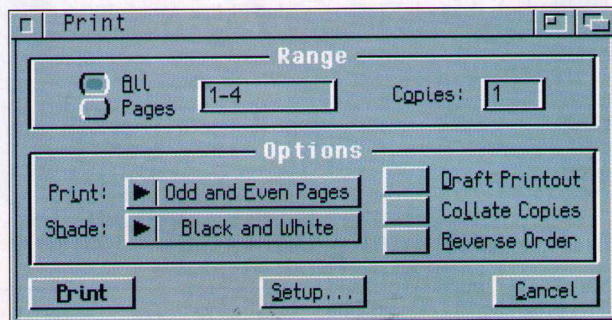 Print
Range
All
Pages
1-4
Copies: 1
Options
Print: Odd and Even Pages
Shade: Black and White
Draft Printout
Collate Copies
Reverse Order
Print
Setup...
Cancel